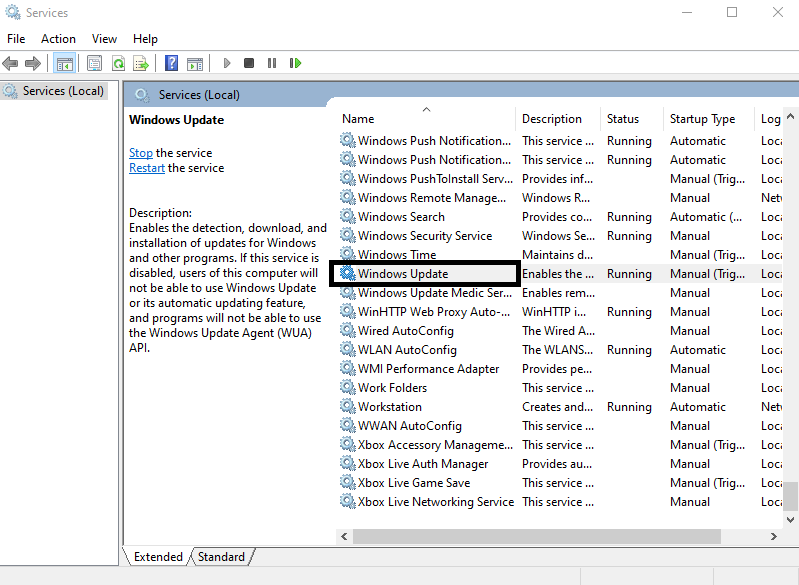 Services
File Action View Help
Services (Local)
Services (Local)
Windows Update
Stop the service
Restart the service
Description:
Enables the detection, download, and
installation of updates for Windows
and other programs. If this service is
disabled, users of this computer will
not be able to use Windows Update
or its automatic updating feature,
and programs will not be able to use
the Windows Update Agent (WUA)
API.
Name Description Status Startup Type Log
Windows Push Notification... This service ... Running Automatic Loca
Windows Push Notification... This service ... Running Automatic Loca
Windows PushToInstall Serv... Provides inf... Manual (Trig... Loca
Windows Remote Manage... Windows R... Manual Netv
Windows Search Provides co... Running Automatic (... Loca
Windows Security Service Windows Se... Running Manual Loca
Windows Time Maintains d... Manual (Trig... Loca
Windows Update Enables the ... Running Manual (Trig... Loca
Windows Update Medic Ser... Enables rem... Manual Loca
WinHTTP Web Proxy Auto-... WinHTTP i... Running Manual Loca
Wired AutoConfig The Wired A... Manual Loca
WLAN AutoConfig The WLANS... Running Automatic Loca
WMI Performance Adapter Provides pe... Manual Loca
Work Folders This service ... Manual Loca
Workstation Creates and... Running Automatic Netv
WWAN AutoConfig This service ... Manual Loca
Xbox Accessory Manageme... This service ... Manual (Trig... Loca
Xbox Live Auth Manager Provides au... Manual Loca
Xbox Live Game Save This service ... Manual (Trig... Loca
Xbox Live Networking Service This service ... Manual Loca
Extended Standard